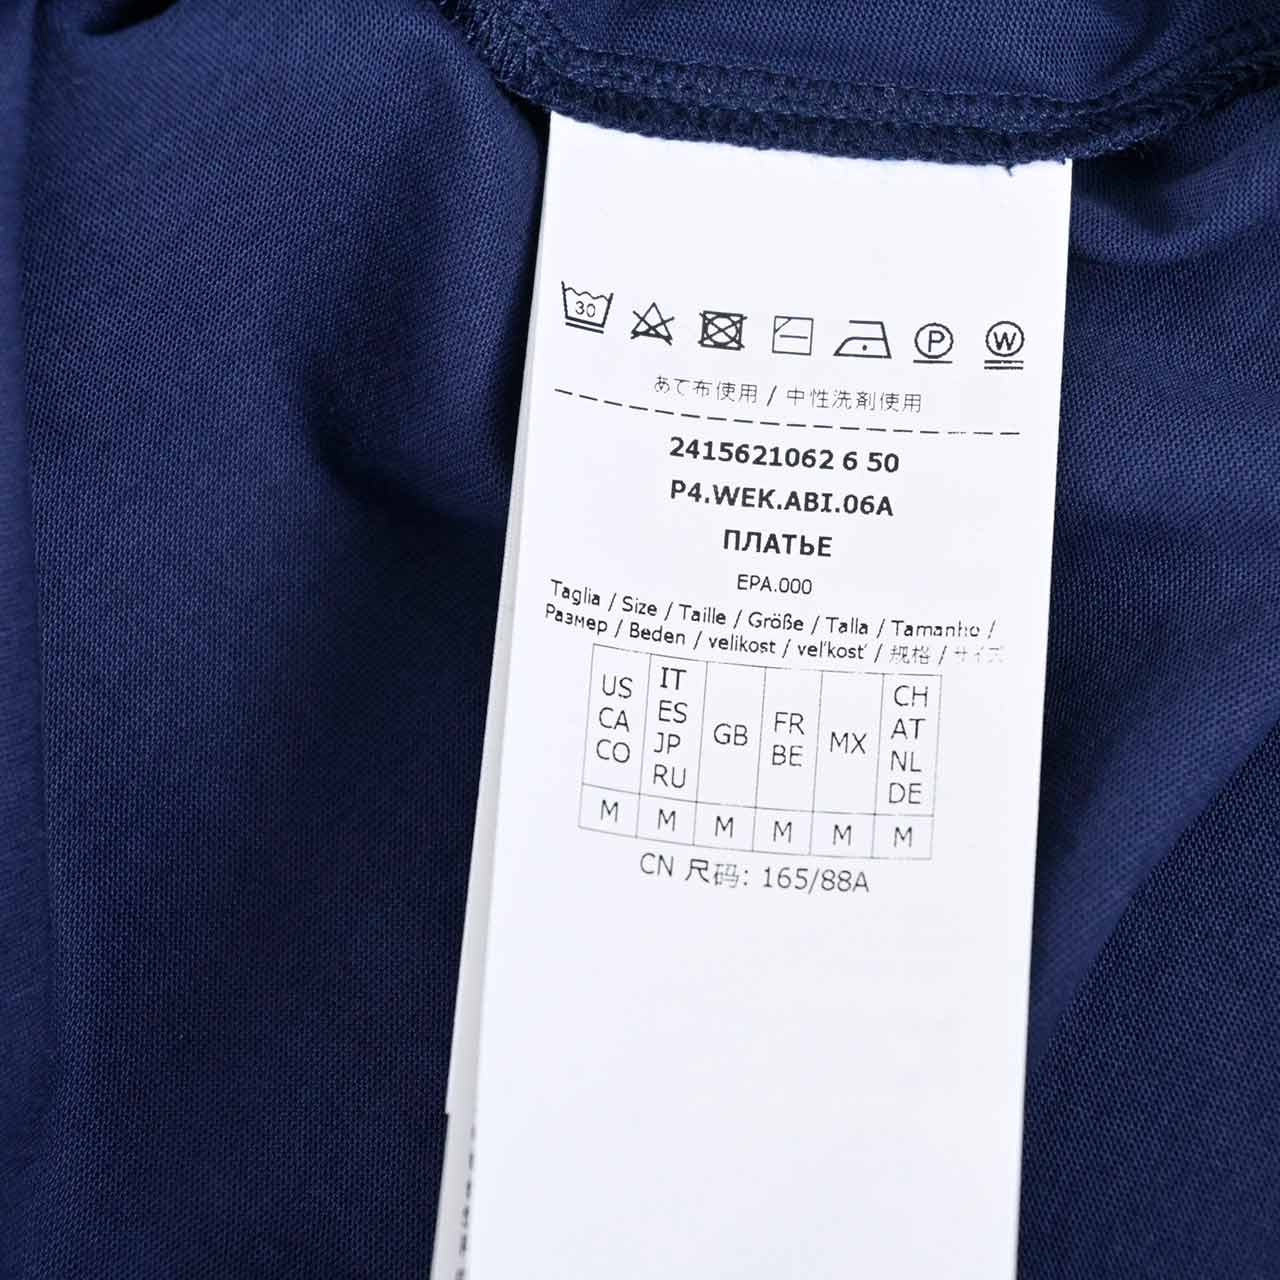 30 P W
あて布使用 / 中性洗剤使用
2415621062 6 50
P4.WEK.ABI.06A
ПЛАТЬЕ
EPA.000
Taglia / Size / Taille / Größe / Talla / Tamanho /
Размер / Beden / velikost / veľkosť / 规格 / サイズ
US CA CO IT ES JP RU GB FR BE MX CH AT NL DE
M M M M M M
CN 尺码: 165/88A